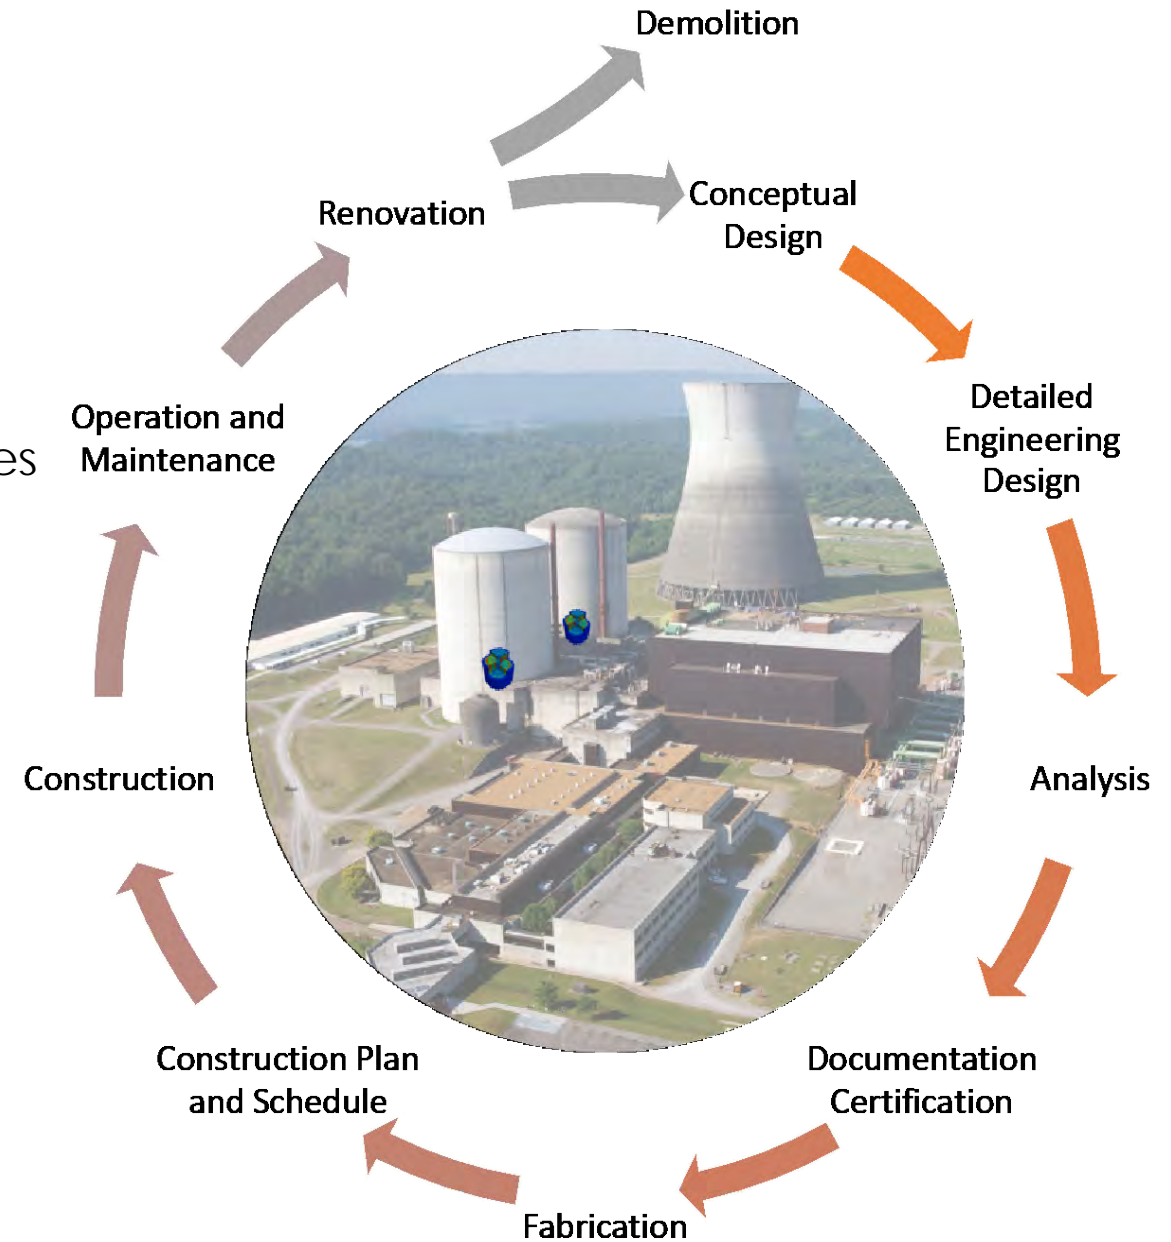 Demolition
Conceptual
Design
Renovation
Detailed
Engineering
Design
Operation and
Maintenance
es
Analysis
Construction
Documentation
Certification
Construction Plan
and Schedule
Fabrication